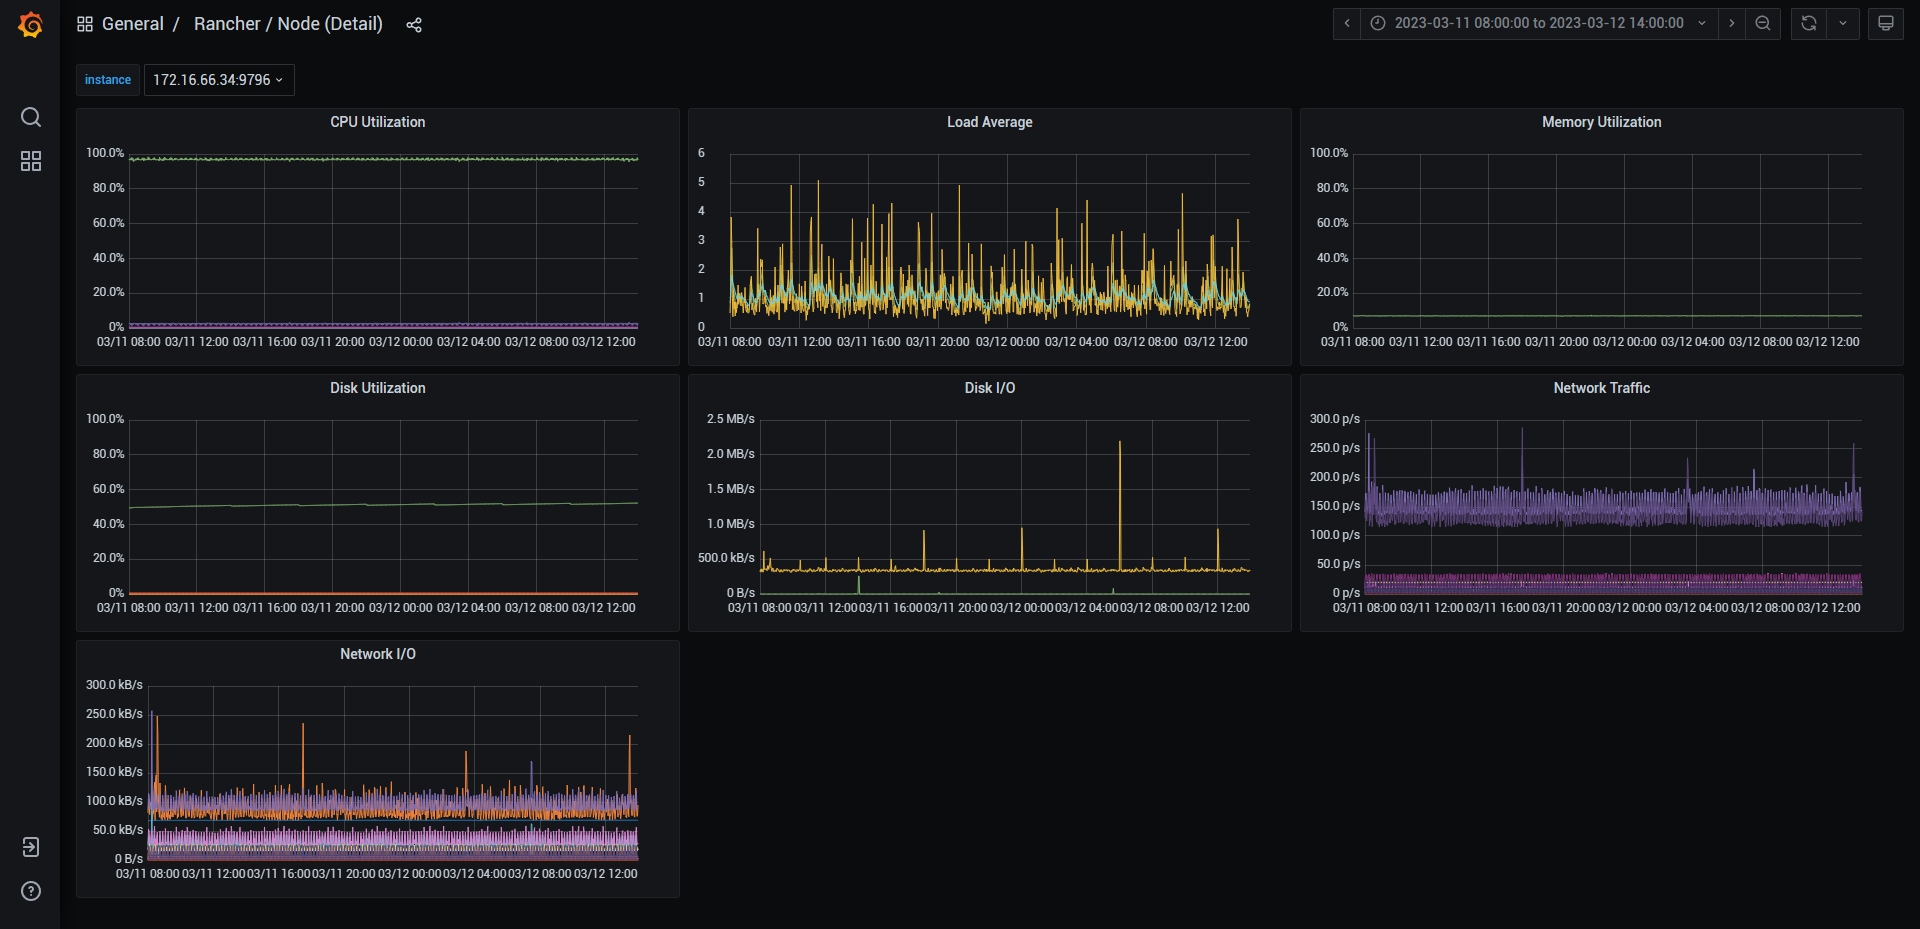 General / Rancher / Node (Detail)
2023-03-11 08:00:00 to 2023-03-12 14:00:00
instance 172.16.66.34:9796
CPU Utilization
100.0%
80.0%
60.0%
40.0%
20.0%
0%
03/11 08:00 03/11 12:00 03/11 16:00 03/11 20:00 03/12 00:00 03/12 04:00 03/12 08:00 03/12 12:00
Load Average
6
5
4
3
2
1
0
03/11 08:00 03/11 12:00 03/11 16:00 03/11 20:00 03/12 00:00 03/12 04:00 03/12 08:00 03/12 12:00
Memory Utilization
100.0%
80.0%
60.0%
40.0%
20.0%
0%
03/11 08:00 03/11 12:00 03/11 16:00 03/11 20:00 03/12 00:00 03/12 04:00 03/12 08:00 03/12 12:00
Disk Utilization
100.0%
80.0%
60.0%
40.0%
20.0%
0%
03/11 08:00 03/11 12:00 03/11 16:00 03/11 20:00 03/12 00:00 03/12 04:00 03/12 08:00 03/12 12:00
Disk I/O
2.5 MB/s
2.0 MB/s
1.5 MB/s
1.0 MB/s
500.0 kB/s
0 B/s
03/11 08:00 03/11 12:00 03/11 16:00 03/11 20:00 03/12 00:00 03/12 04:00 03/12 08:00 03/12 12:00
Network Traffic
300.0 p/s
250.0 p/s
200.0 p/s
150.0 p/s
100.0 p/s
50.0 p/s
0 p/s
03/11 08:00 03/11 12:00 03/11 16:00 03/11 20:00 03/12 00:00 03/12 04:00 03/12 08:00 03/12 12:00
Network I/O
300.0 kB/s
250.0 kB/s
200.0 kB/s
150.0 kB/s
100.0 kB/s
50.0 kB/s
0 B/s
03/11 08:00 03/11 12:00 03/11 16:00 03/11 20:00 03/12 00:00 03/12 04:00 03/12 08:00 03/12 12:00